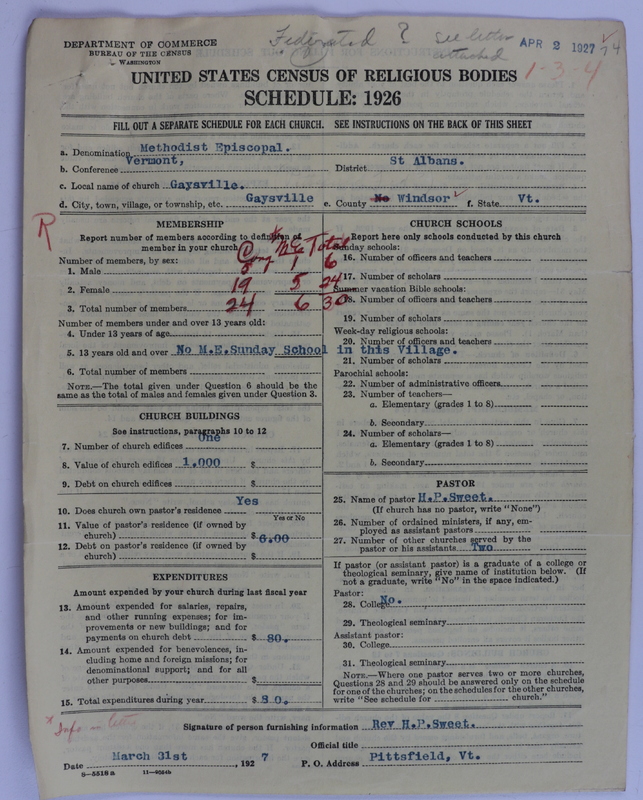 Federated ? See letter attached
APR 2 1927
1-3-4
DEPARTMENT OF COMMERCE
BUREAU OF THE CENSUS
WASHINGTON
UNITED STATES CENSUS OF RELIGIOUS BODIES
SCHEDULE: 1926
FILL OUT A SEPARATE SCHEDULE FOR EACH CHURCH. SEE INSTRUCTIONS ON THE BACK OF THIS SHEET
a. Denomination Methodist Episcopal.
b. Conference Vermont, District St Albans.
c. Local name of church Gaysville.
d. City, town, village, or township, etc. Gaysville e. County No Windsor f. State Vt.
R
MEMBERSHIP
Report number of members according to definition of member in your church
Cong M E Total
Number of members, by sex:
1. Male 5 1 6
2. Female 19 5 24
3. Total number of members 24 6 30
Number of members under and over 13 years old:
4. Under 13 years of age
5. 13 years old and over No M.E.Sunday School in this Village.
6. Total number of members
NOTE.—The total given under Question 6 should be
same as the total of males and females given under Question 3.
CHURCH BUILDINGS
See instructions, paragraphs 10 to 12
7. Number of church edifices One
8. Value of church edifices 1.000 $
9. Debt on church edifices $
10. Does church own pastor's residence Yes
Yes or No
11. Value of pastor's residence (if owned by
church) $ 6.00
12. Debt on pastor's residence (if owned by
church) $
EXPENDITURES
Amount expended by your church during last fiscal year
13. Amount expended for salaries, repairs,
and other running expenses; for im-
provements or new buildings; and for
payments on church debt $ 80.
14. Amount expended for benevolences, in-
cluding home and foreign missions; for
denominational support; and for all
other purposes $
15. Total expenditures during year $ 80.
CHURCH SCHOOLS
Report here only schools conducted by this church
Sunday schools:
16. Number of officers and teachers
17. Number of scholars
Summer vacation Bible schools:
18. Number of officers and teachers
19. Number of scholars
Week-day religious schools:
20. Number of officers and teachers
21. Number of scholars
Parochial schools:
22. Number of administrative officers
23. Number of teachers—
a. Elementary (grades 1 to 8)
b. Secondary
24. Number of scholars—
a. Elementary (grades 1 to 8)
b. Secondary
PASTOR
25. Name of pastor H.P.Sweet.
(If church has no pastor, write "None")
26. Number of ordained ministers, if any, em-
ployed as assistant pastors
27. Number of other churches served by the
pastor or his assistants Two
If pastor (or assistant pastor) is a graduate of a college or
theological seminary, give name of institution below. (If
not a graduate, write "No" in the space indicated.)
Pastor:
28. College No.
29. Theological seminary
Assistant pastor:
30. College
31. Theological seminary
NOTE.—Where one pastor serves two or more churches,
Questions 28 and 29 should be answered only on the schedule
for one of the churches; on the schedules for the other churches,
write "See schedule for church."
* Info in letter
Signature of person furnishing information Rev H.P.Sweet.
Official title
Date March 31st, 192 7 P. O. Address Pittsfield, Vt.
8-5518 a 11-9024b